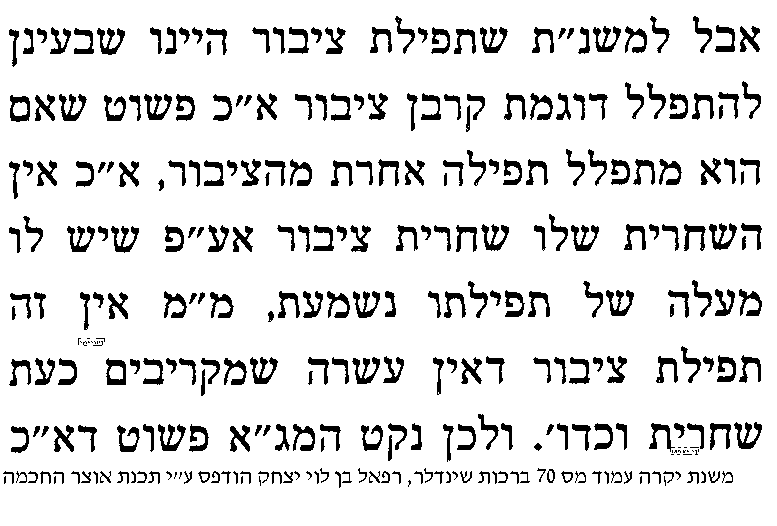 אבל למשנ״ת שתפילת ציבור היינו שבעינן
להתפלל דוגמת קרבן ציבור א״כ פשוט שאם
הוא מתפלל תפילה אחרת מהציבור, א״כ אין
השחרית שלו שחרית ציבור אע״פ שיש לו
מעלה של תפילתו נשמעת, מ״מ אין זה
תפילת ציבור דאין עשרה שמקריבים כעת
שחרית וכדו׳. ולכן נקט המג״א פשוט דא״כ
משנת יקרה עמוד מס 70 ברכות שינדלר, רפאל בן לוי יצחק הודפס ע״י תכנת אוצר החכמה